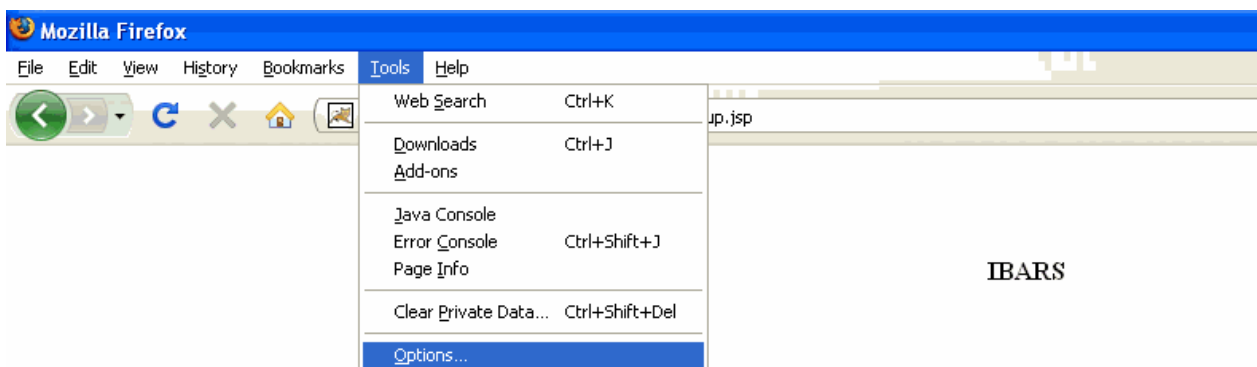 Mozilla Firefox
File Edit View History Bookmarks Tools Help
Web Search Ctrl+K
up.jsp
Downloads Ctrl+J
Add-ons
Java Console
Error Console Ctrl+Shift+J
Page Info
IBARS
Clear Private Data... Ctrl+Shift+Del
Options...